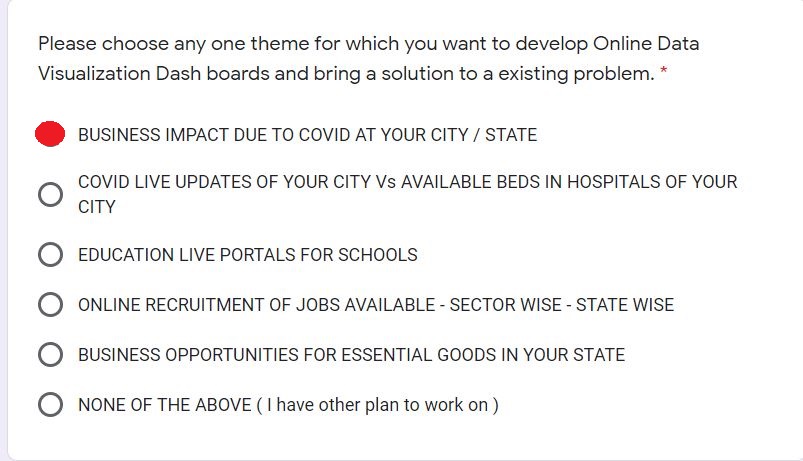 Please choose any one theme for which you want to develop Online Data
Visualization Dash boards and bring a solution to a existing problem. *
BUSINESS IMPACT DUE TO COVID AT YOUR CITY / STATE
COVID LIVE UPDATES OF YOUR CITY Vs AVAILABLE BEDS IN HOSPITALS OF YOUR
CITY
EDUCATION LIVE PORTALS FOR SCHOOLS
ONLINE RECRUITMENT OF JOBS AVAILABLE - SECTOR WISE - STATE WISE
BUSINESS OPPORTUNITIES FOR ESSENTIAL GOODS IN YOUR STATE
NONE OF THE ABOVE ( I have other plan to work on )